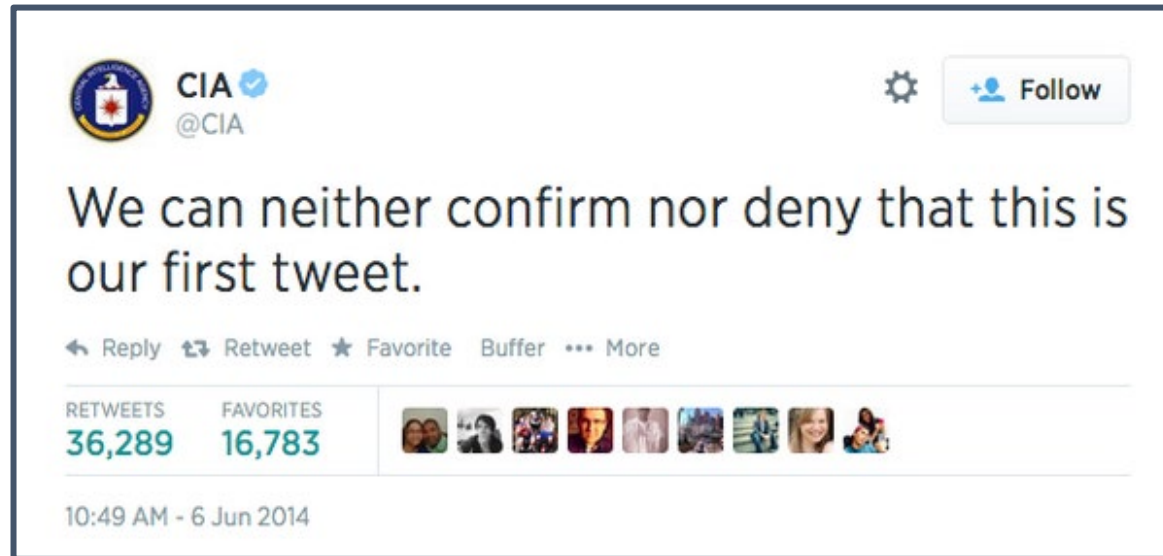 CIA
@CIA
Follow
We can neither confirm nor deny that this is
our first tweet.
Reply Retweet Favorite Buffer ••• More
RETWEETS FAVORITES
36,289 16,783
10:49 AM - 6 Jun 2014